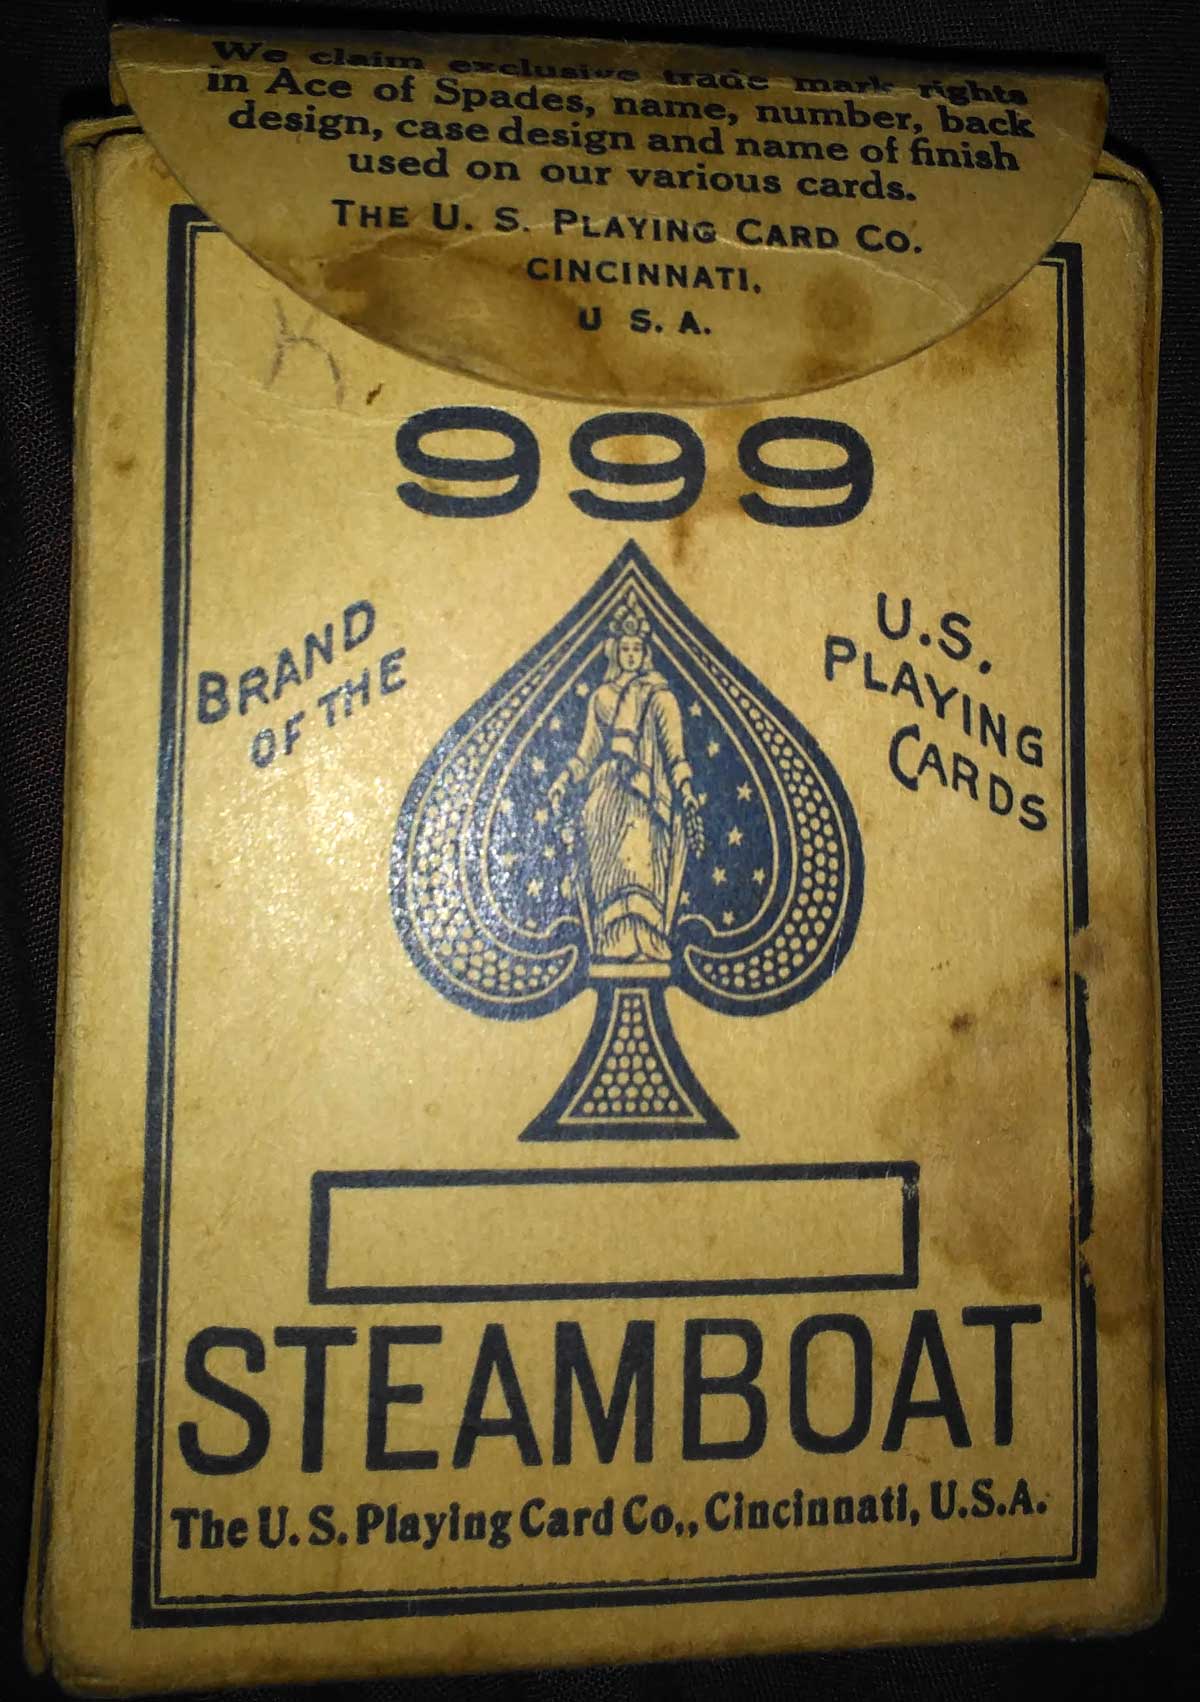 We claim exclusive trade mark rights
in Ace of Spades, name, number, back
design, case design and name of finish
used on our various cards.
THE U. S. PLAYING CARD CO.
CINCINNATI,
U S. A.
K
999
BRAND
OF THE
U.S.
PLAYING
CARDS
STEAMBOAT
The U. S. Playing Card Co., Cincinnati, U.S.A.